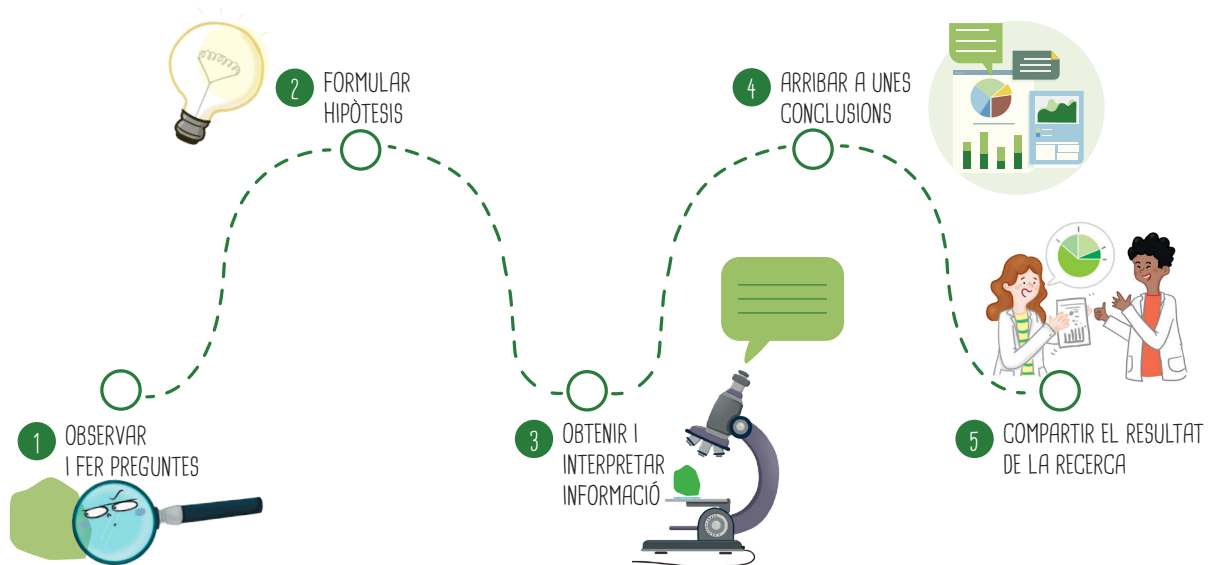 1 OBSERVAR
I FER PREGUNTES
2 FORMULAR
HIPÒTESIS
3 OBTENIR I
INTERPRETAR
INFORMACIÓ
4 ARRIBAR A UNES
CONCLUSIONS
5 COMPARTIR EL RESULTAT
DE LA RECERCA